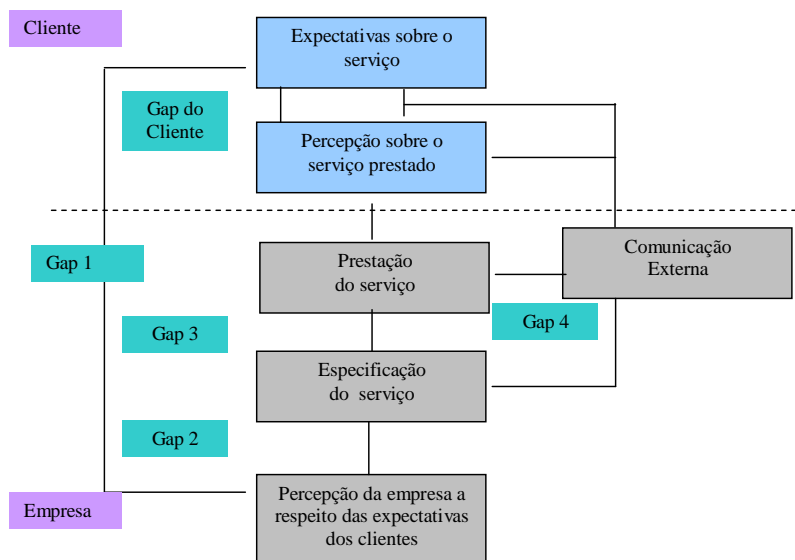 Cliente
Expectativas sobre o
serviço
Gap do
Cliente
Percepção sobre o
serviço prestado
Gap 1
Prestação
do serviço
Comunicação
Externa
Gap 3
Gap 4
Especificação
do serviço
Gap 2
Empresa
Percepção da empresa a
respeito das expectativas
dos clientes